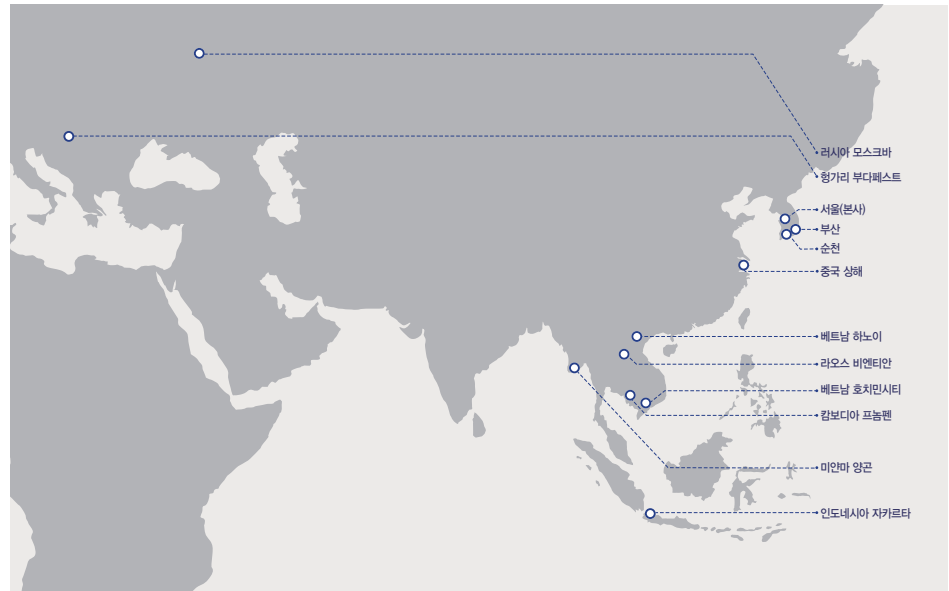 러시아 모스크바
헝가리 부다페스트
서울(본사)
부산
순천
중국 상해
베트남 하노이
라오스 비엔티안
베트남 호치민시티
캄보디아 프놈펜
미얀마 양곤
인도네시아 자카르타